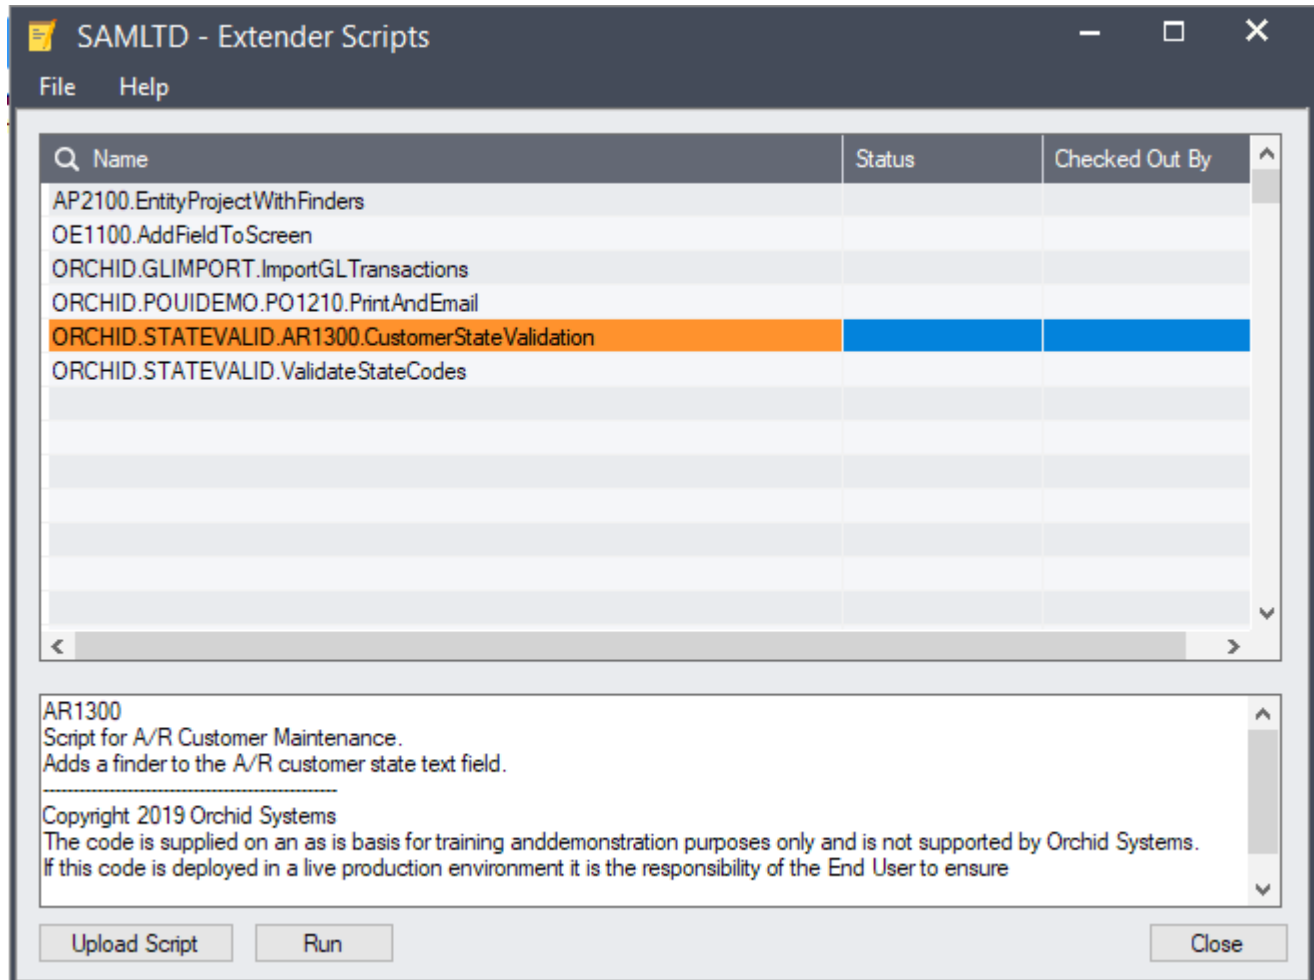 SAMLTD - Extender Scripts
File Help
Name Status Checked Out By
AP2100.EntityProjectWithFinders
OE1100.AddFieldToScreen
ORCHID.GLIMPORT.ImportGLTransactions
ORCHID.POUIDEMO.PO1210.PrintAndEmail
ORCHID.STATEVALID.AR1300.CustomerStateValidation
ORCHID.STATEVALID.ValidateStateCodes
AR1300
Script for A/R Customer Maintenance.
Adds a finder to the A/R customer state text field.
------------------------------------------------
Copyright 2019 Orchid Systems
The code is supplied on an as is basis for training anddemonstration purposes only and is not supported by Orchid Systems.
If this code is deployed in a live production environment it is the responsibility of the End User to ensure
Upload Script Run Close